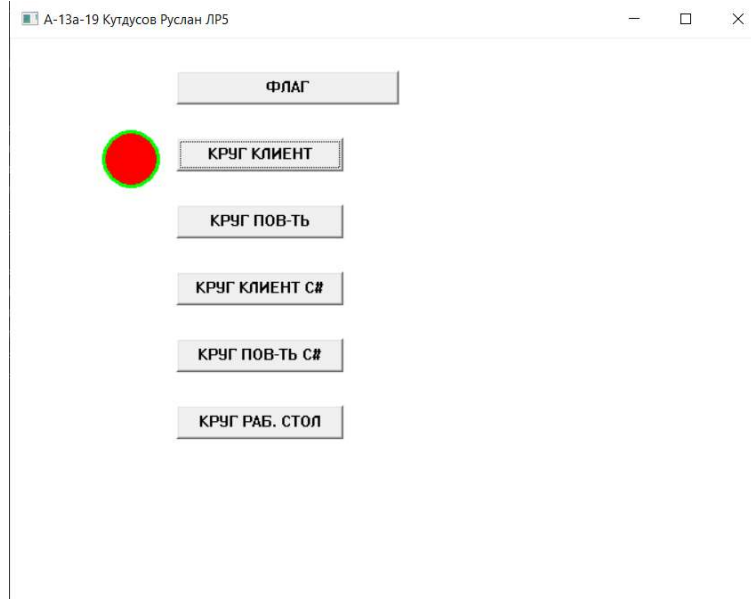 А-13а-19 Кутдусов Руслан ЛР5
ФЛАГ
КРУГ КЛИЕНТ
КРУГ ПОВ-ТЬ
КРУГ КЛИЕНТ C#
КРУГ ПОВ-ТЬ C#
КРУГ РАБ. СТОЛ